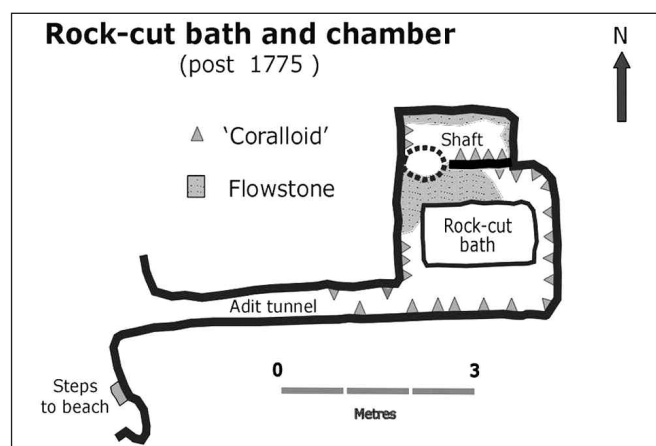 Rock-cut bath and chamber
(post 1775 )
N
'Coralloid'
Flowstone
Shaft
Rock-cut
bath
Adit tunnel
Steps
to beach
0 3
Metres